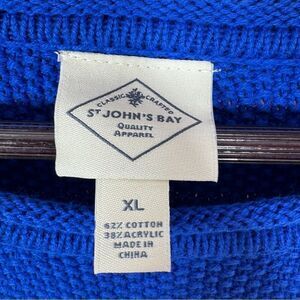 CLASSIC CRAFTED
ST JOHN'S BAY
QUALITY
APPAREL
XL
62% COTTON
38% ACRYLIC
MADE IN
CHINA